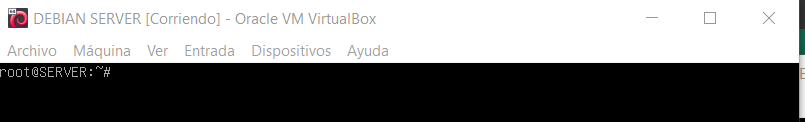 DEBIAN SERVER [Corriendo] - Oracle VM VirtualBox
Archivo Máquina Ver Entrada Dispositivos Ayuda
root@SERVER:~#